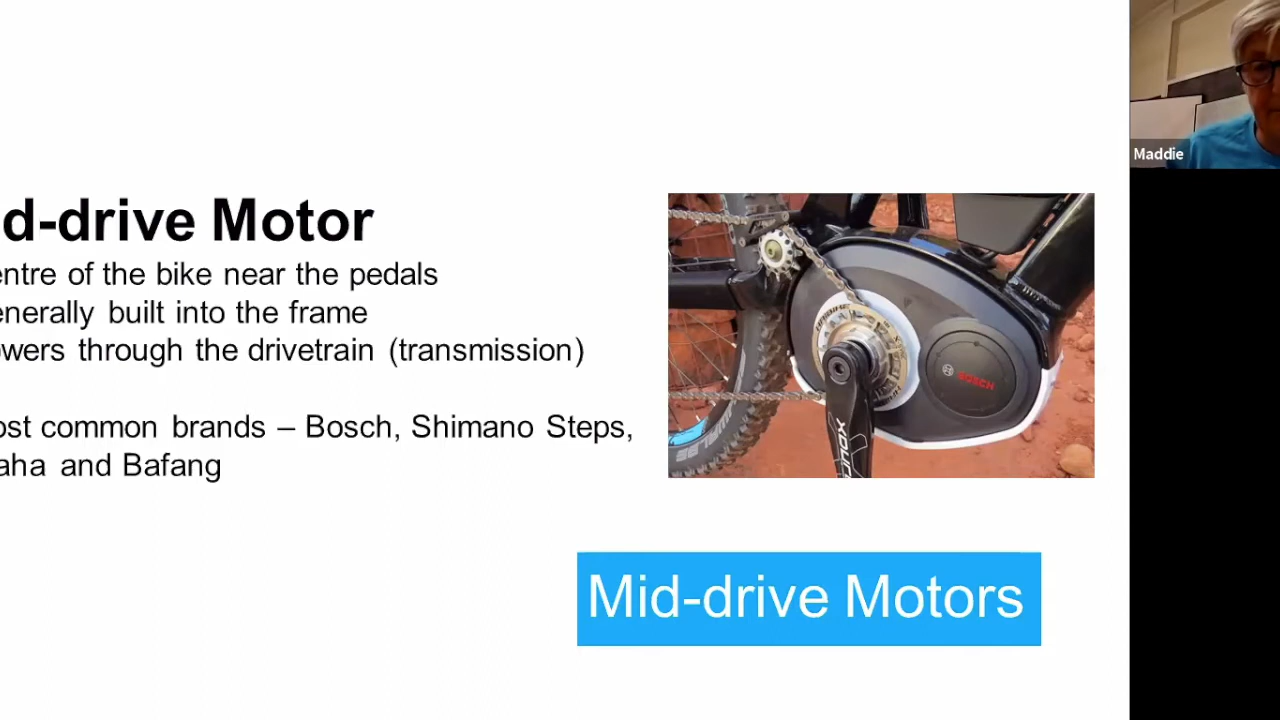 d-drive Motor
entre of the bike near the pedals
enerally built into the frame
owers through the drivetrain (transmission)
ost common brands – Bosch, Shimano Steps,
aha and Bafang
BOSCH
Mid-drive Motors
Maddie